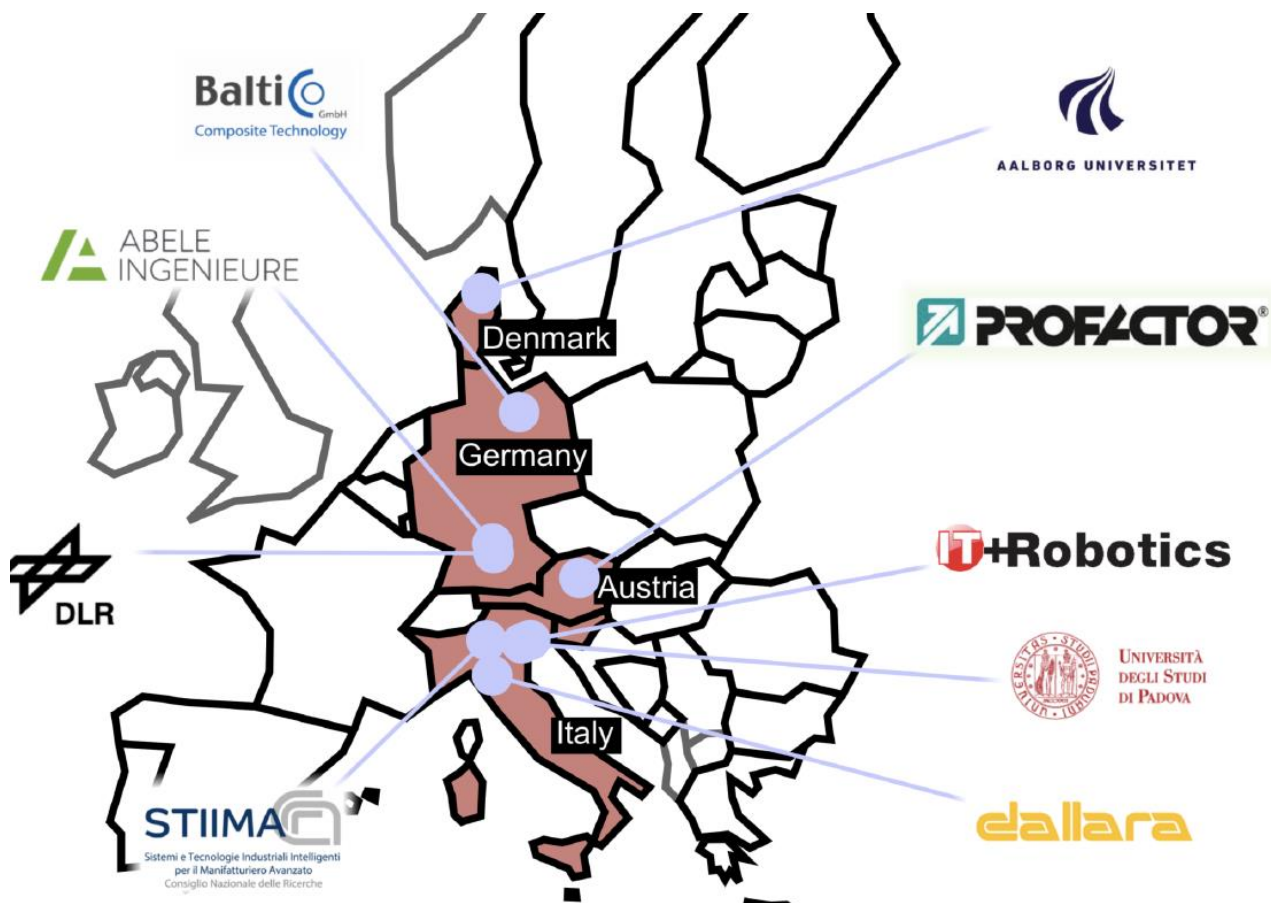 BaltiCo
GmbH
Composite Technology
AALBORG UNIVERSITET
ABELE
INGENIEURE
PROFACTOR®
Denmark
Germany
DLR
IT+Robotics
Austria
UNIVERSITÀ
DEGLI STUDI
DI PADOVA
Italy
STIIMA
Sistemi e Tecnologie Industriali Intelligenti
per il Manifatturiero Avanzato
Consiglio Nazionale delle Ricerche
dallara